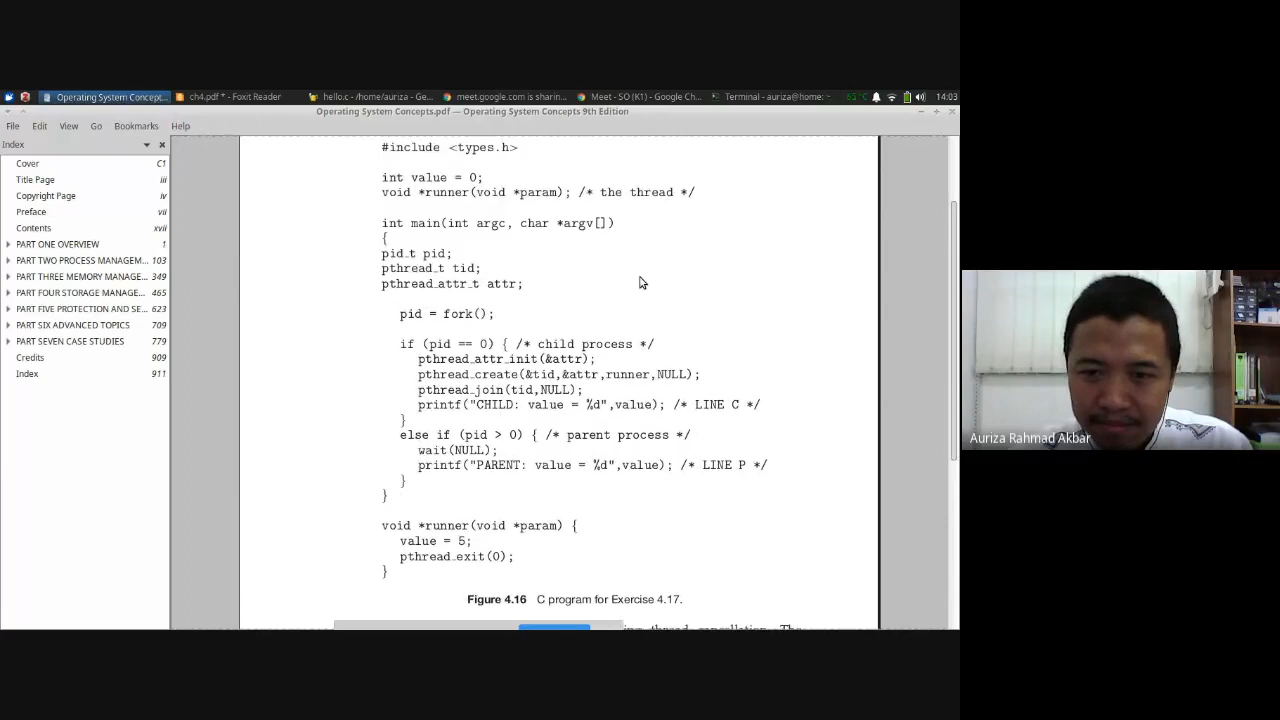 Operating System Concept...
ch4.pdf * - Foxit Reader
hello.c - /home/auriza - Ge...
meet.google.com is sharin...
Meet - SO (K1) - Google Ch...
Terminal - auriza@home: ~
14:03
Operating System Concepts.pdf — Operating System Concepts 9th Edition
File Edit View Go Bookmarks Help
Index
Cover C1
Title Page iii
Copyright Page iv
Preface vii
Contents xvii
PART ONE OVERVIEW 1
PART TWO PROCESS MANAGEM... 103
PART THREE MEMORY MANAGE... 349
PART FOUR STORAGE MANAGE... 465
PART FIVE PROTECTION AND SE... 623
PART SIX ADVANCED TOPICS 709
PART SEVEN CASE STUDIES 779
Credits 909
Index 911
#include <types.h>
int value = 0;
void *runner(void *param); /* the thread */
int main(int argc, char *argv[])
{
pid_t pid;
pthread_t tid;
pthread_attr_t attr;
pid = fork();
if (pid == 0) { /* child process */
pthread_attr_init(&attr);
pthread_create(&tid,&attr,runner,NULL);
pthread_join(tid,NULL);
printf("CHILD: value = %d",value); /* LINE C */
}
else if (pid > 0) { /* parent process */
wait(NULL);
printf("PARENT: value = %d",value); /* LINE P */
}
}
void *runner(void *param) {
value = 5;
pthread_exit(0);
}
Figure 4.16 C program for Exercise 4.17.
Auriza Rahmad Akbar